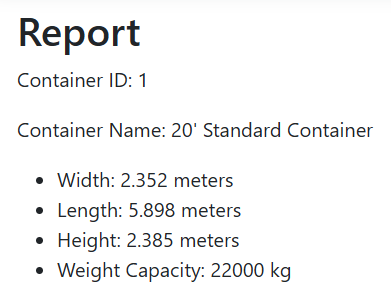 Report
Container ID: 1
Container Name: 20' Standard Container
• Width: 2.352 meters
• Length: 5.898 meters
• Height: 2.385 meters
• Weight Capacity: 22000 kg